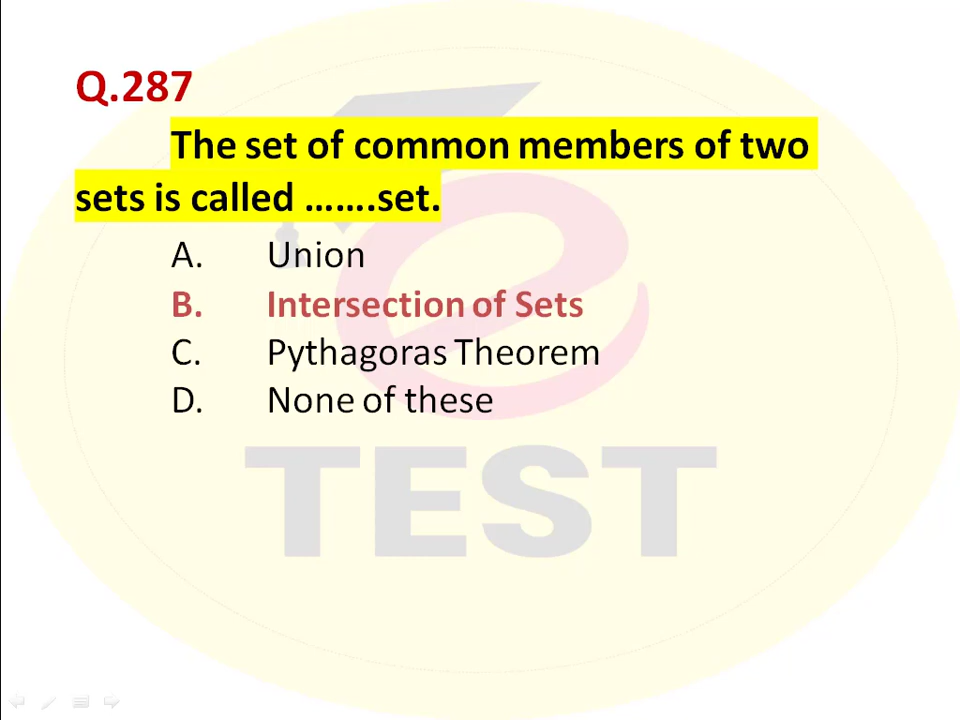 Q.287
The set of common members of two
sets is called …….set.
A. Union
B. Intersection of Sets
C. Pythagoras Theorem
D. None of these
e
TEST